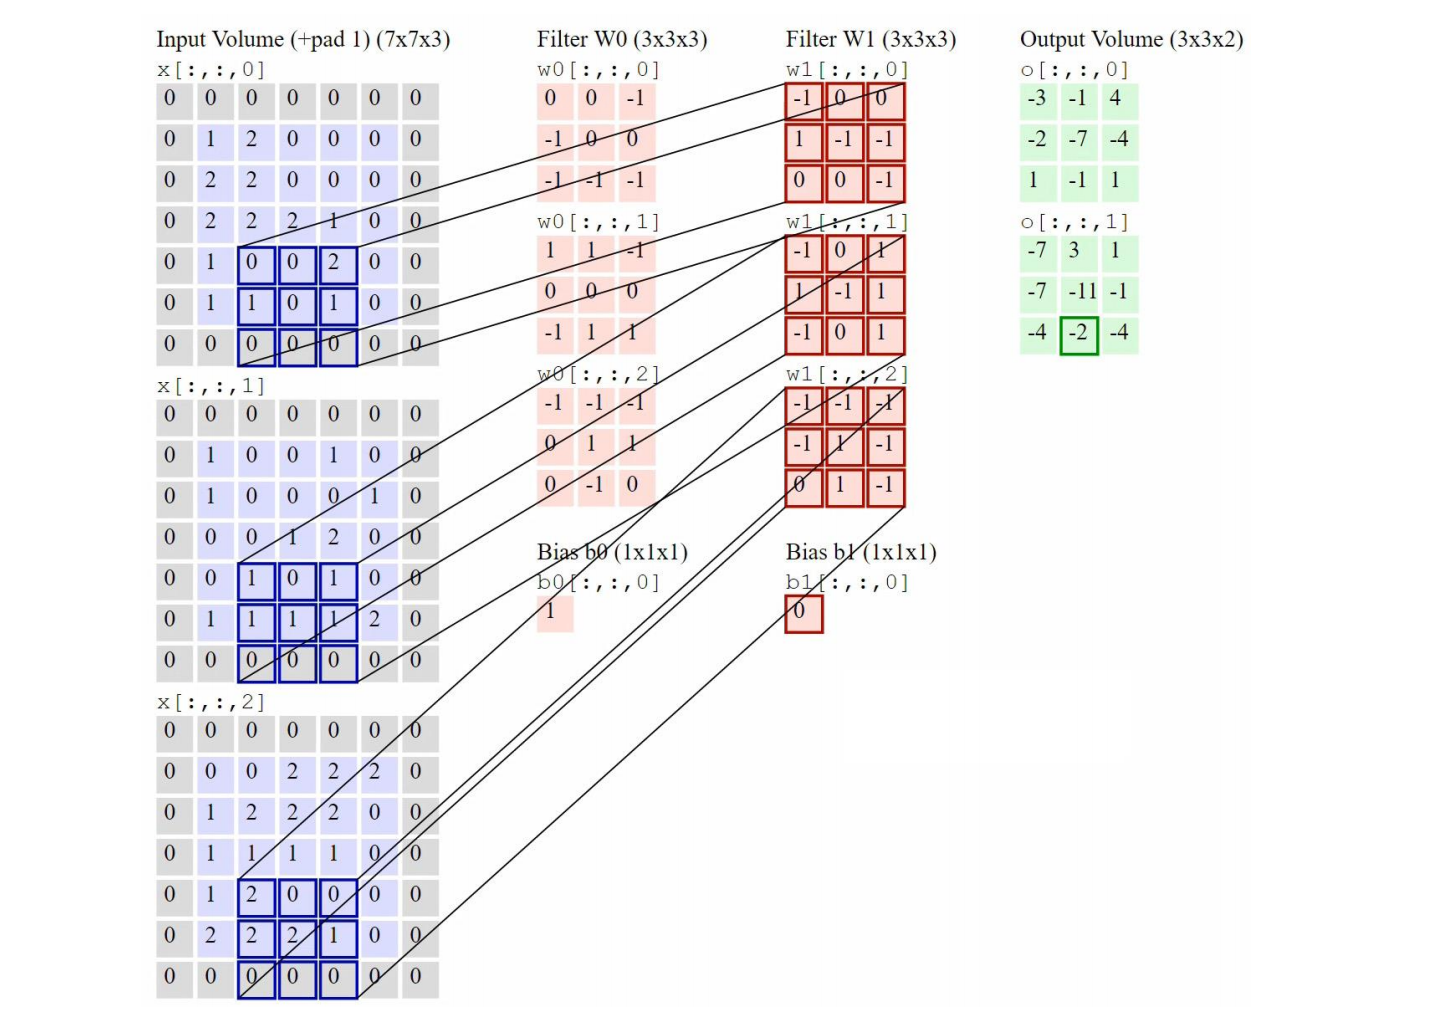 Input Volume (+pad 1) (7x7x3)
x[:,:,0]
0 0 0 0 0 0 0
0 1 2 0 0 0 0
0 2 2 0 0 0 0
0 2 2 2 1 0 0
0 1 0 0 2 0 0
0 1 1 0 1 0 0
0 0 0 0 0 0 0
x[:,:,1]
0 0 0 0 0 0 0
0 1 0 0 1 0 0
0 1 0 0 0 1 0
0 0 0 1 2 0 0
0 0 1 0 1 0 0
0 1 1 1 1 2 0
0 0 0 0 0 0 0
x[:,:,2]
0 0 0 0 0 0 0
0 0 0 2 2 2 0
0 1 2 2 2 0 0
0 1 1 1 1 0 0
0 1 2 0 0 0 0
0 2 2 2 1 0 0
0 0 0 0 0 0 0
Filter W0 (3x3x3)
w0[:,:,0]
0 0 -1
-1 0 0
-1 -1 -1
w0[:,:,1]
1 1 -1
0 0 0
-1 1 1
w0[:,:,2]
-1 -1 -1
0 1 1
0 -1 0
Bias b0 (1x1x1)
b0[:,:,0]
1
Filter W1 (3x3x3)
w1[:,:,0]
-1 0 0
1 -1 -1
0 0 -1
w1[:,:,1]
-1 0 1
1 -1 1
-1 0 1
w1[:,:,2]
-1 -1 -1
-1 1 -1
0 1 -1
Bias b1 (1x1x1)
b1[:,:,0]
0
Output Volume (3x3x2)
o[:,:,0]
-3 -1 4
-2 -7 -4
1 -1 1
o[:,:,1]
-7 3 1
-7 -11 -1
-4 -2 -4